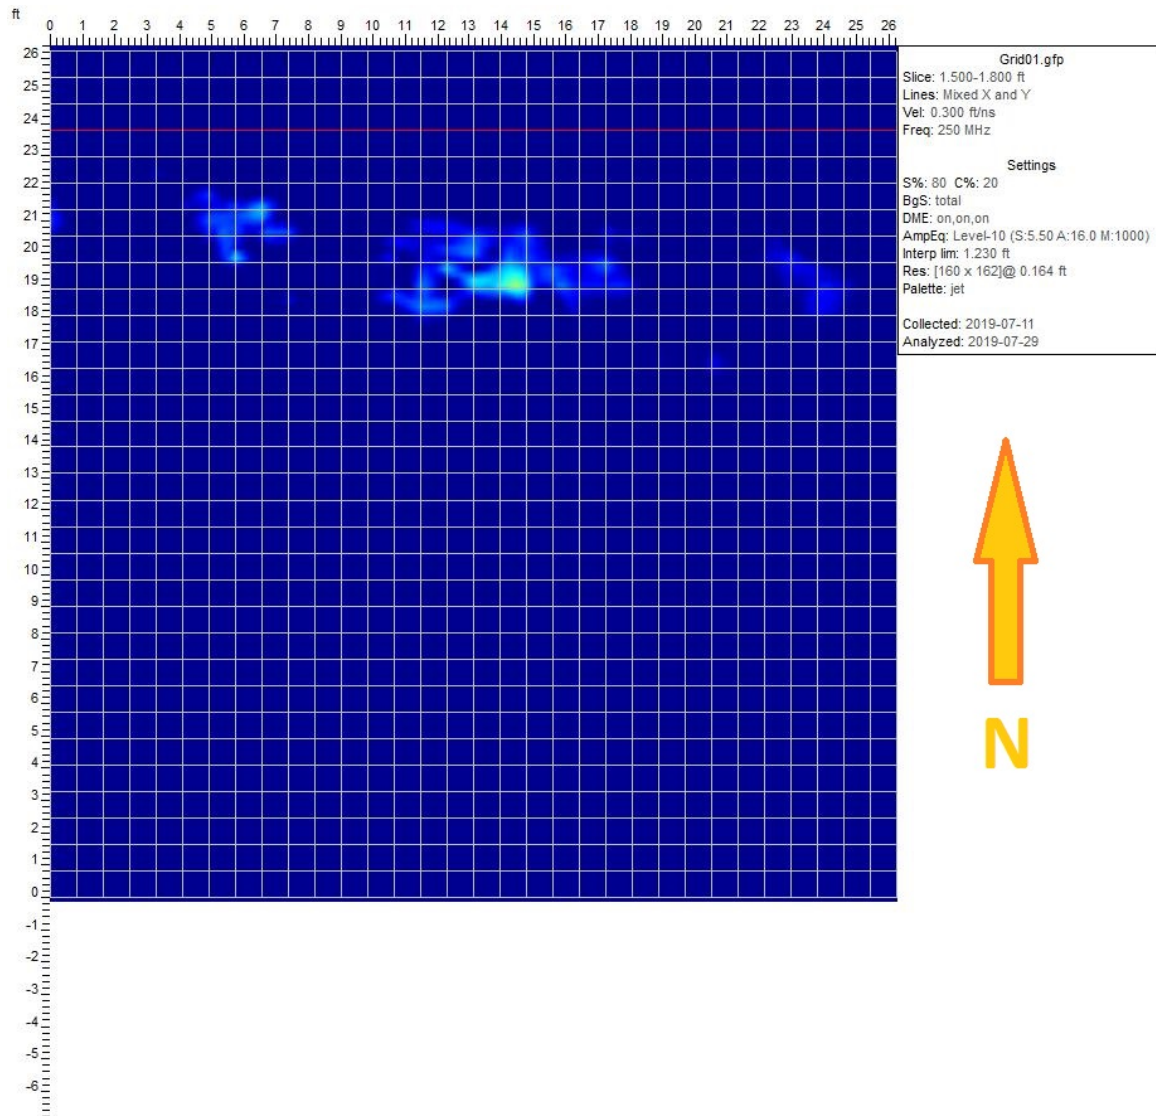 ft
0 1 2 3 4 5 6 7 8 9 10 11 12 13 14 15 16 17 18 19 20 21 22 23 24 25 26
26
25
24
23
22
21
20
19
18
17
16
15
14
13
12
11
10
9
8
7
6
5
4
3
2
1
0
-1
-2
-3
-4
-5
-6
Grid01.gfp
Slice: 1.500-1.800 ft
Lines: Mixed X and Y
Vel: 0.300 ft/ns
Freq: 250 MHz
Settings
S%: 80 C%: 20
BgS: total
DME: on,on,on
AmpEq: Level-10 (S:5.50 A:16.0 M:1000)
Interp lim: 1.230 ft
Res: [160 x 162]@ 0.164 ft
Palette: jet
Collected: 2019-07-11
Analyzed: 2019-07-29
N